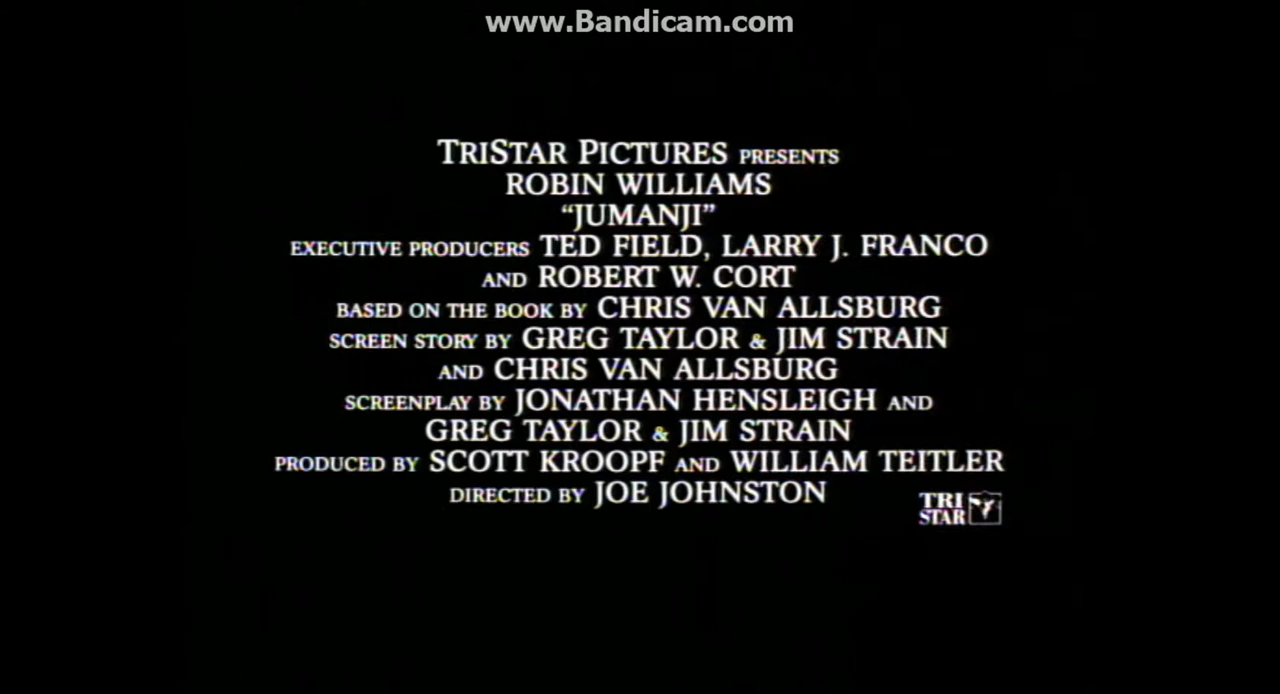 www.Bandicam.com
TRISTAR PICTURES PRESENTS
ROBIN WILLIAMS
“JUMANJI”
EXECUTIVE PRODUCERS TED FIELD, LARRY J. FRANCO
AND ROBERT W. CORT
BASED ON THE BOOK BY CHRIS VAN ALLSBURG
SCREEN STORY BY GREG TAYLOR & JIM STRAIN
AND CHRIS VAN ALLSBURG
SCREENPLAY BY JONATHAN HENSLEIGH AND
GREG TAYLOR & JIM STRAIN
PRODUCED BY SCOTT KROOPF AND WILLIAM TEITLER
DIRECTED BY JOE JOHNSTON
TRI
STAR